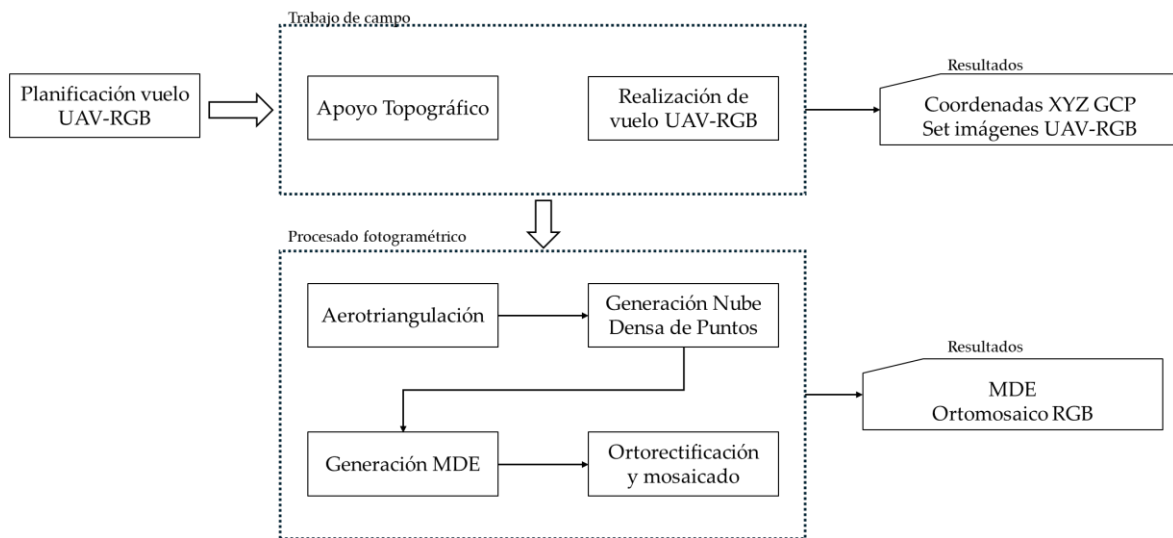 Trabajo de campo
Planificación vuelo
UAV-RGB
Apoyo Topográfico
Realización de
vuelo UAV-RGB
Resultados
Coordenadas XYZ GCP
Set imágenes UAV-RGB
Procesado fotogramétrico
Aerotriangulación
Generación Nube
Densa de Puntos
Generación MDE
Ortorectificación
y mosaicado
Resultados
MDE
Ortomosaico RGB